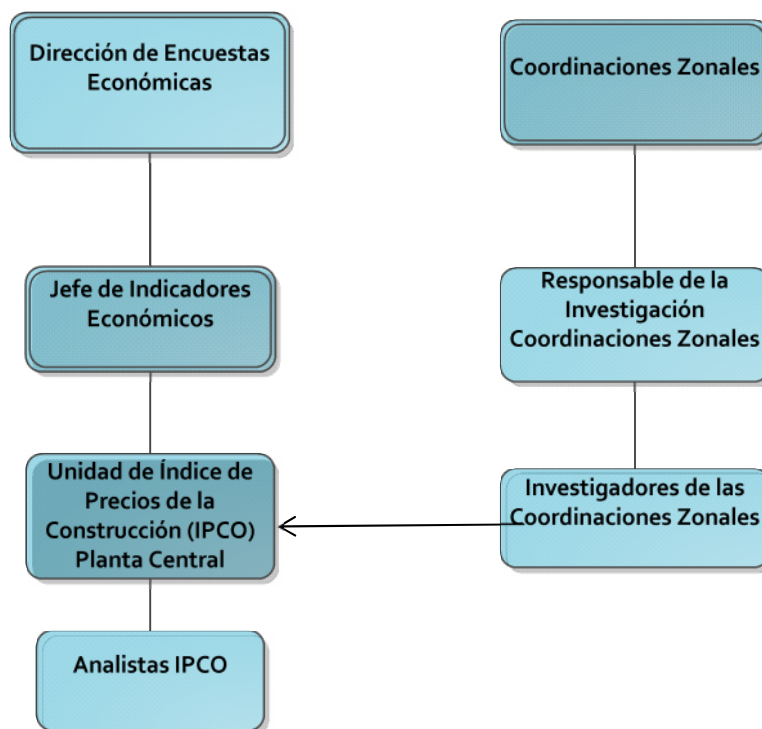 Dirección de Encuestas
Económicas
Coordinaciones Zonales
Jefe de Indicadores
Económicos
Responsable de la
Investigación
Coordinaciones Zonales
Unidad de Índice de
Precios de la
Construcción (IPCO)
Planta Central
Investigadores de las
Coordinaciones Zonales
Analistas IPCO